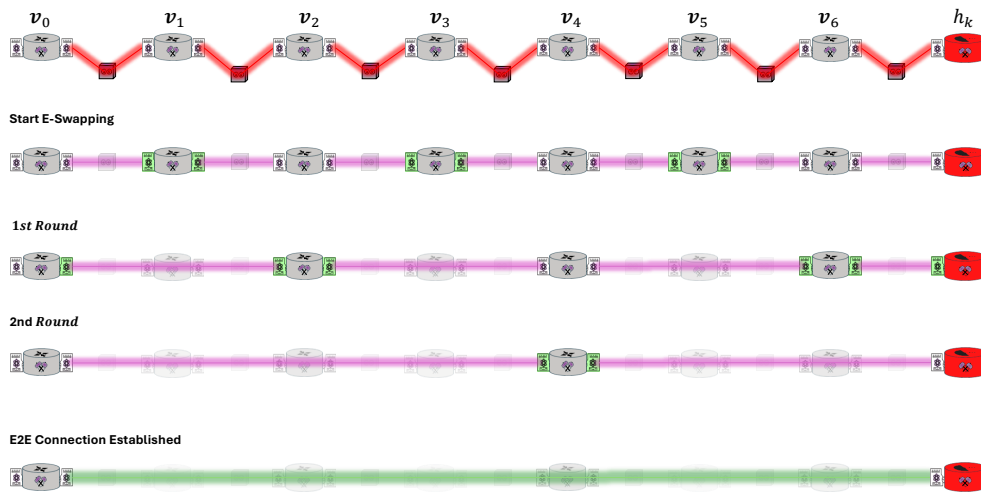 v₀ v₁ v₂ v₃ v₄ v₅ v₆ hₖ
Start E-Swapping
1st Round
2nd Round
E2E Connection Established